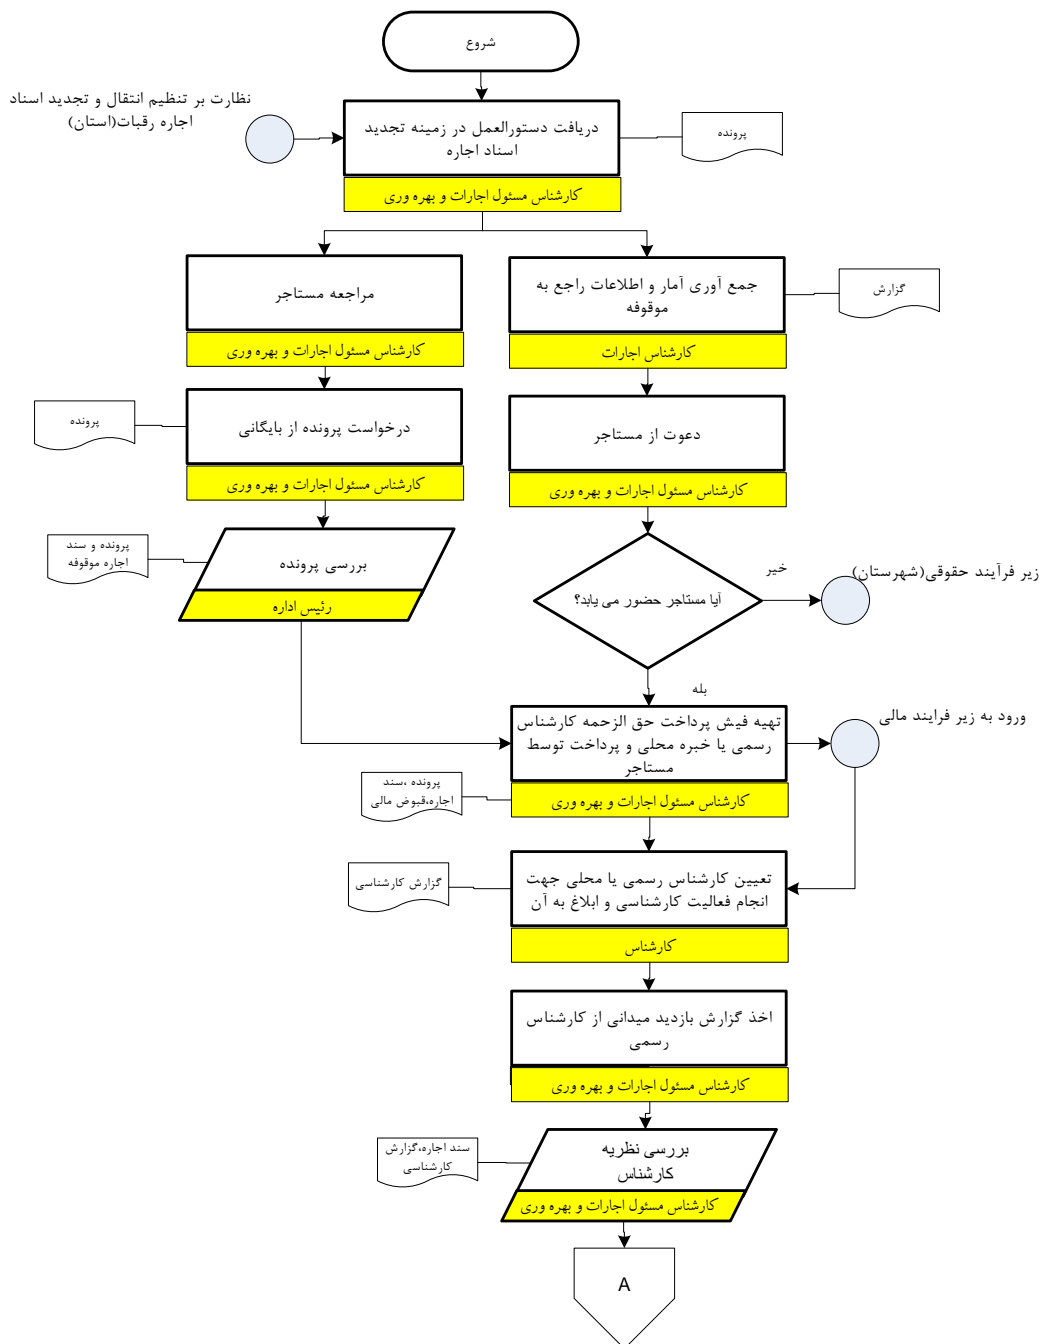 شروع
نظارت بر تنظیم انتقال و تجدید اسناد
اجاره رقبات(استان)
دریافت دستورالعمل در زمینه تجدید
اسناد اجاره
پرونده
کارشناس مسئول اجارات و بهره وری
مراجعه مستاجر
کارشناس مسئول اجارات و بهره وری
جمع آوری آمار و اطلاعات راجع به
موقوفه
گزارش
کارشناس اجارات
درخواست پرونده از بایگانی
پرونده
کارشناس مسئول اجارات و بهره وری
دعوت از مستاجر
کارشناس مسئول اجارات و بهره وری
پرونده و سند
اجاره موقوفه
بررسی پرونده
رئیس اداره
آیا مستاجر حضور می یابد؟
خیر
زیر فرآیند حقوقی(شهرستان)
بله
تهیه فیش پرداخت حق الزحمه کارشناس
رسمی یا خبره محلی و پرداخت توسط
مستاجر
ورود به زیر فرایند مالی
پرونده ،سند
اجاره،قبوض مالی
کارشناس مسئول اجارات و بهره وری
تعیین کارشناس رسمی یا محلی جهت
انجام فعالیت کارشناسی و ابلاغ به آن
گزارش کارشناسی
کارشناس
اخذ گزارش بازدید میدانی از کارشناس
رسمی
کارشناس مسئول اجارات و بهره وری
سند اجاره،گزارش
کارشناسی
بررسی نظریه
کارشناس
کارشناس مسئول اجارات و بهره وری
A